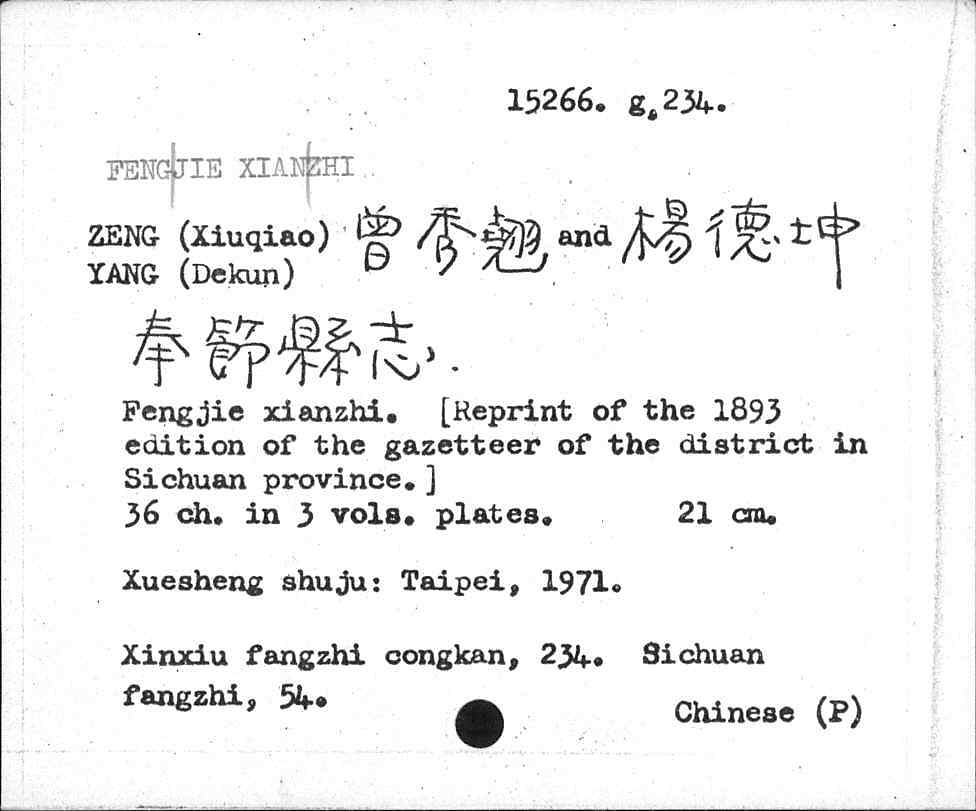 15266. g.234.
FENGJIE XIANZHI
ZENG (Xiuqiao) 曾秀翹 and 楊德坤
YANG (Dekun)
奉節縣志.
Fengjie xianzhi. [Reprint of the 1893
edition of the gazetteer of the district in
Sichuan province.]
36 ch. in 3 vols. plates. 21 cm.
Xuesheng shuju: Taipei, 1971.
Xinxiu fangzhi congkan, 234. Sichuan
fangzhi, 54.
Chinese (P)